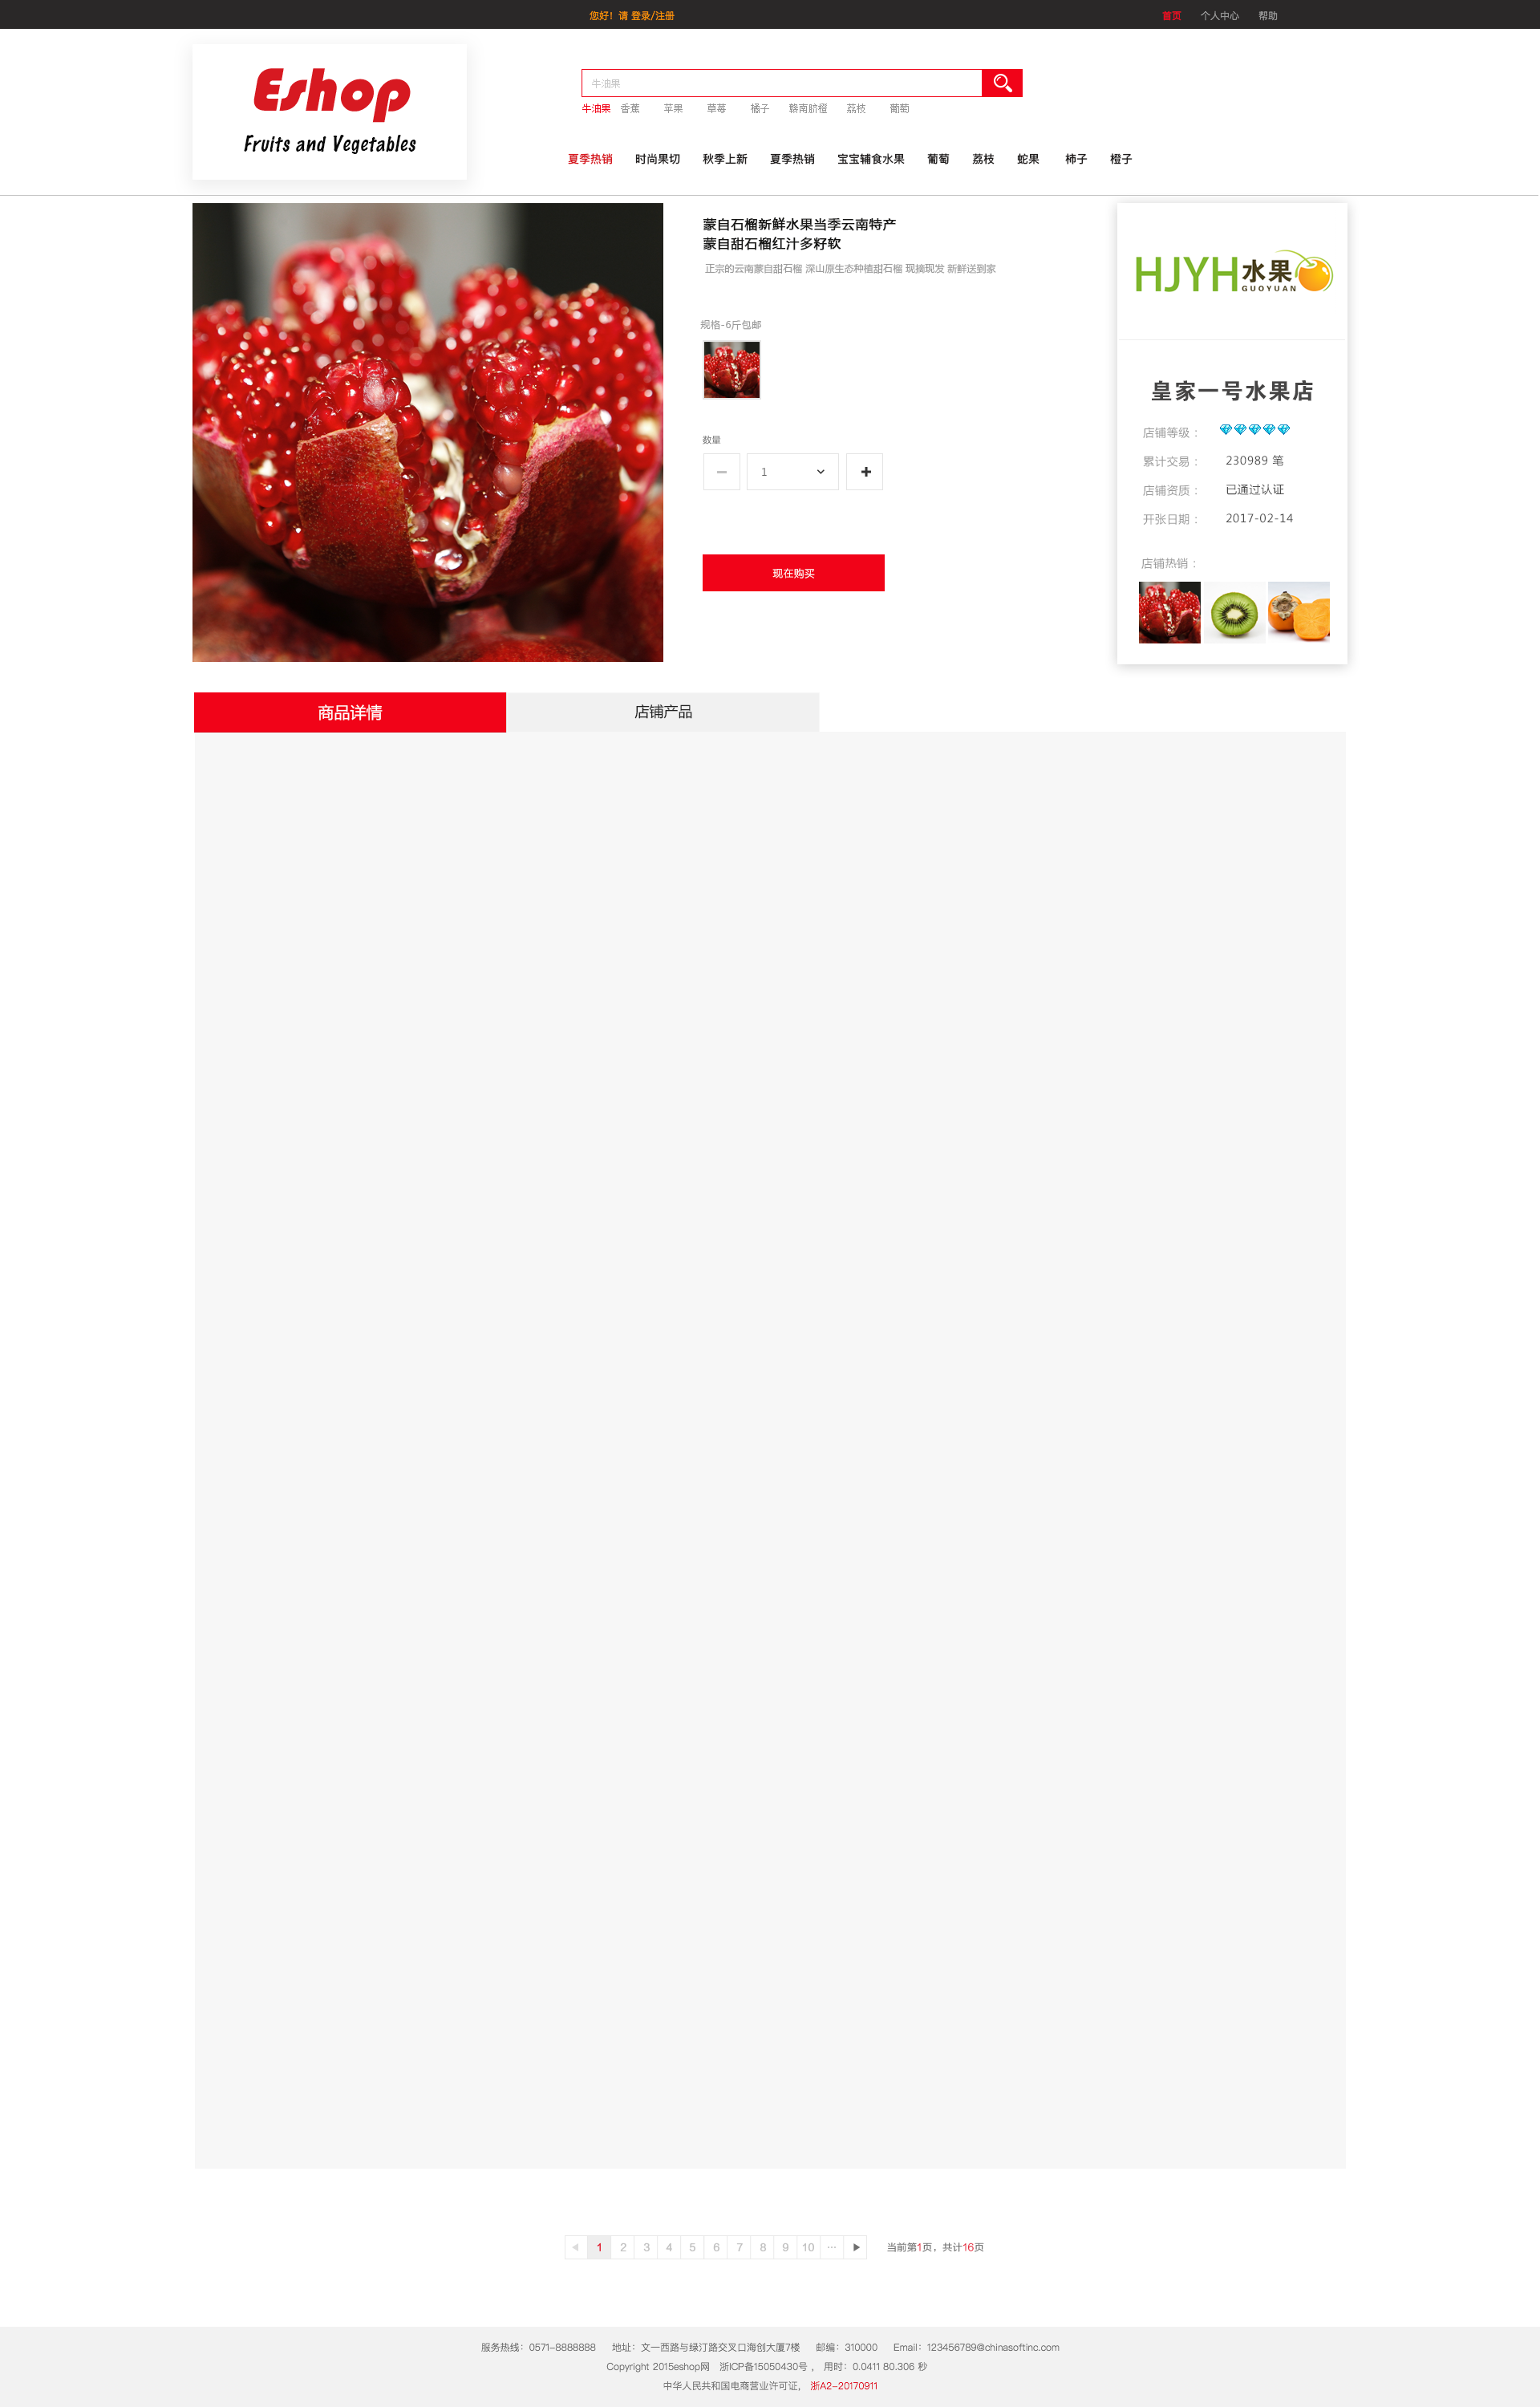 您好！请 登录/注册 首页 个人中心 帮助
Eshop
Fruits and Vegetables
牛油果
牛油果 香蕉 苹果 草莓 橘子 赣南脐橙 荔枝 葡萄
夏季热销 时尚果切 秋季上新 夏季热销 宝宝辅食水果 葡萄 荔枝 蛇果 柿子 橙子
蒙自石榴新鲜水果当季云南特产
蒙自甜石榴红汁多籽软
正宗的云南蒙自甜石榴 深山原生态种植甜石榴 现摘现发 新鲜送到家
规格-6斤包邮
数量
1
现在购买
HJYH水果
GUOYUAN
皇家一号水果店
店铺等级：
累计交易： 230989 笔
店铺资质： 已通过认证
开张日期： 2017-02-14
店铺热销：
商品详情 店铺产品
1 2 3 4 5 6 7 8 9 10 ··· 当前第1页，共计16页
服务热线：0571-8888888 地址：文一西路与绿汀路交叉口海创大厦7楼 邮编：310000 Email：123456789@chinasoftinc.com
Copyright 2015eshop网 浙ICP备15050430号 ， 用时：0.0411 80.306 秒
中华人民共和国电商营业许可证， 浙A2-20170911